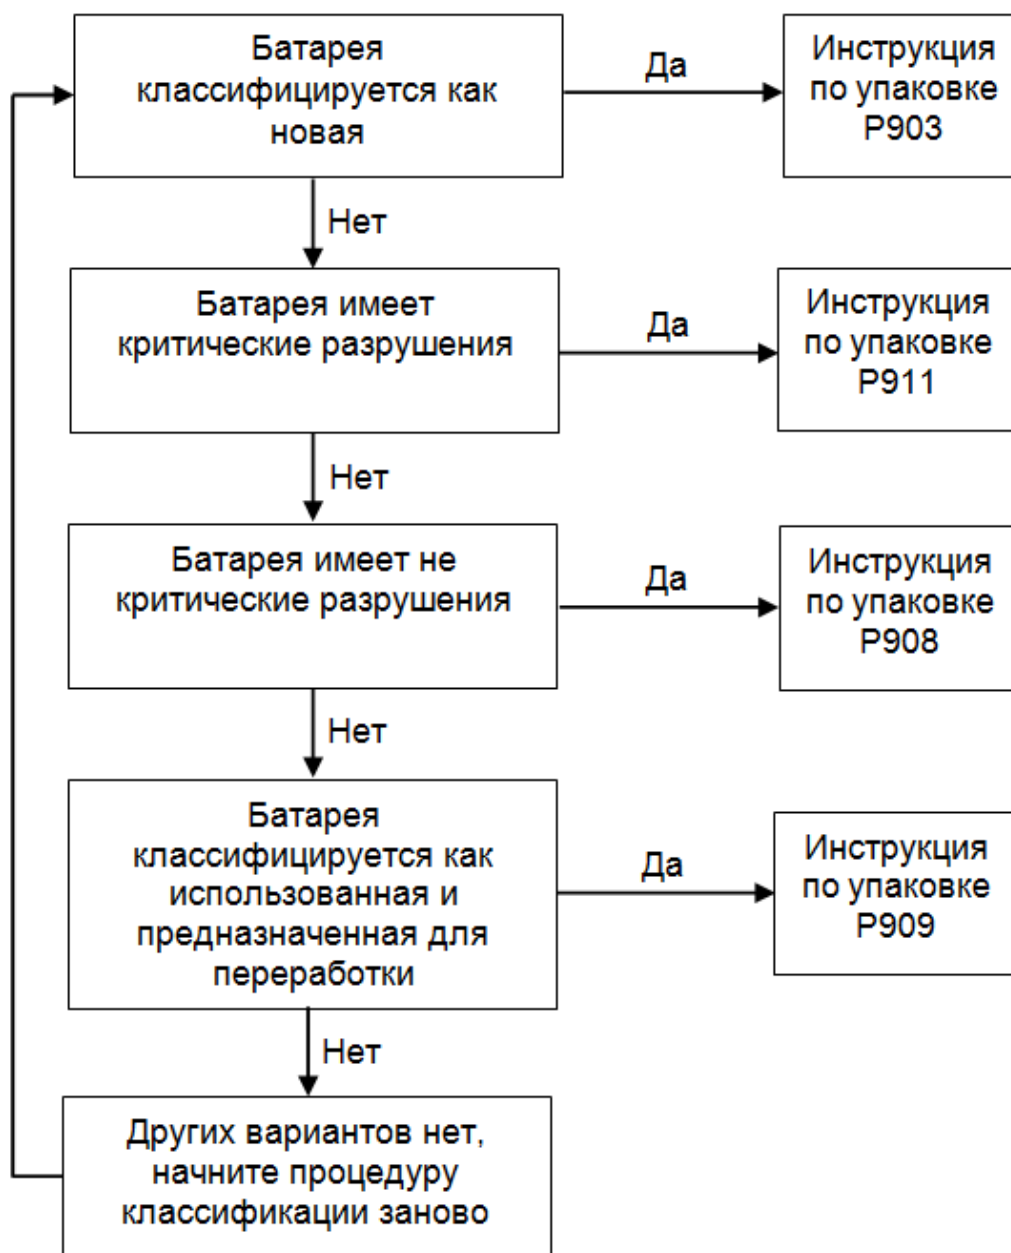 Батарея
классифицируется как
новая
Да
Инструкция
по упаковке
P903
Нет
Батарея имеет
критические разрушения
Да
Инструкция
по упаковке
P911
Нет
Батарея имеет не
критические разрушения
Да
Инструкция
по упаковке
P908
Нет
Батарея
классифицируется как
использованная и
предназначенная для
переработки
Да
Инструкция
по упаковке
P909
Нет
Других вариантов нет,
начните процедуру
классификации заново